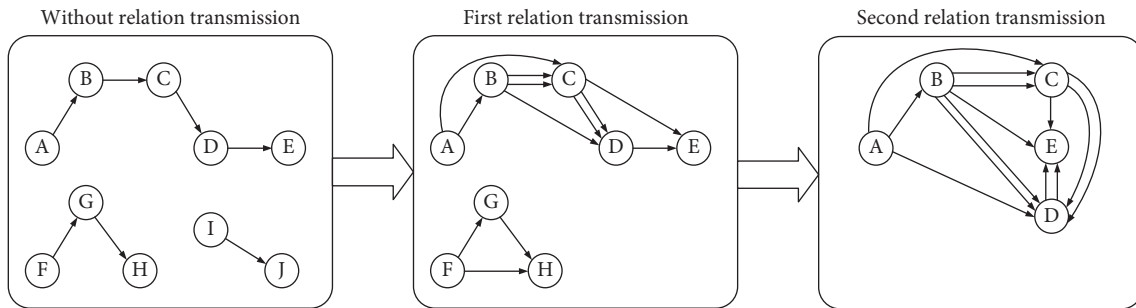 Without relation transmission
First relation transmission
Second relation transmission
B C
A D E
G
F H
I
J
B C
A D E
G
F H
B C
A E
D